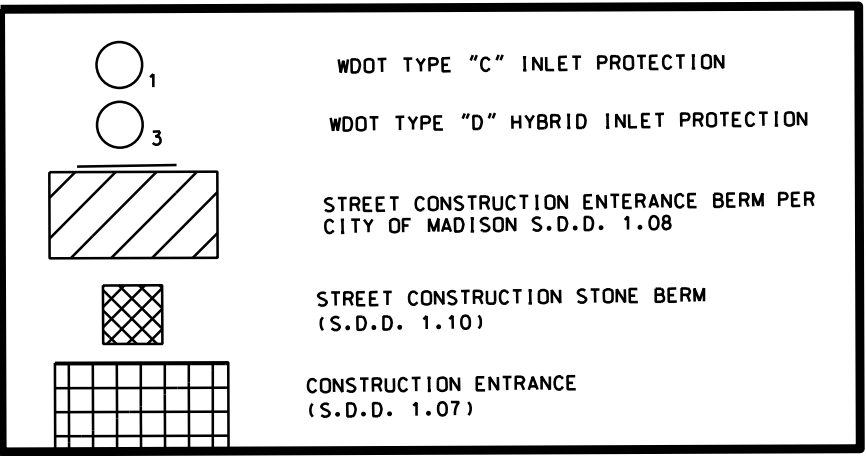 1 WDOT TYPE "C" INLET PROTECTION
3 WDOT TYPE "D" HYBRID INLET PROTECTION
STREET CONSTRUCTION ENTERANCE BERM PER
CITY OF MADISON S.D.D. 1.08
STREET CONSTRUCTION STONE BERM
(S.D.D. 1.10)
CONSTRUCTION ENTRANCE
(S.D.D. 1.07)